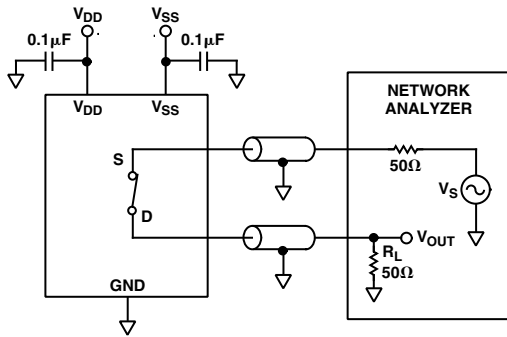 VDD VSS
0.1µF 0.1µF
VDD VSS
NETWORK
ANALYZER
S
50Ω
VS
D
VOUT
RL
50Ω
GND